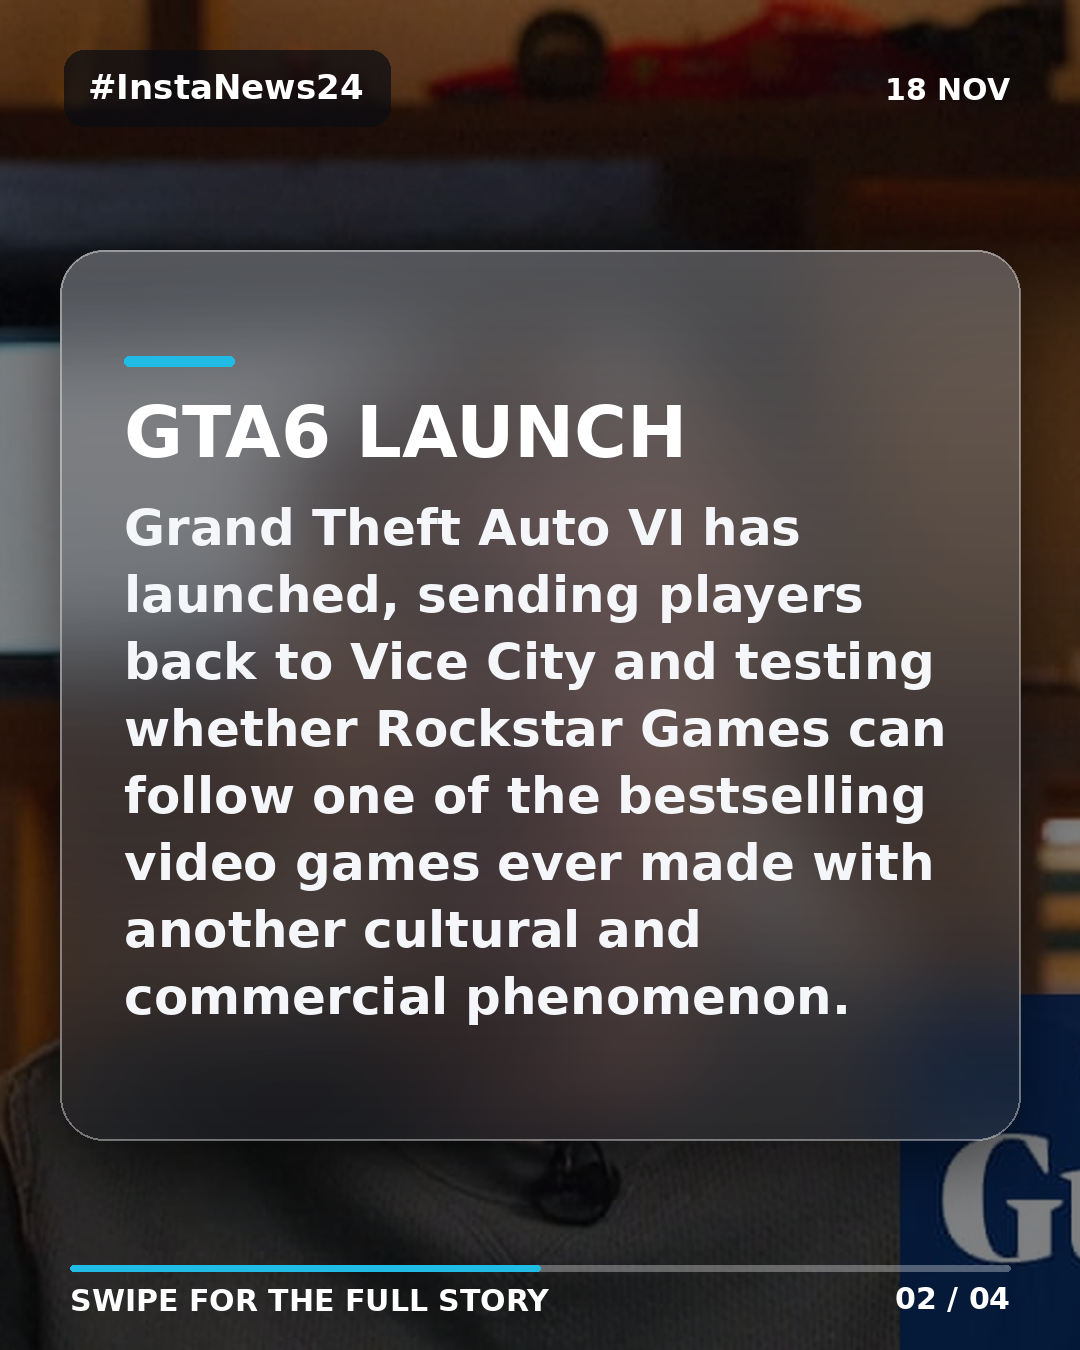 #InstaNews24
18 NOV
GTA6 LAUNCH
Grand Theft Auto VI has
launched, sending players
back to Vice City and testing
whether Rockstar Games can
follow one of the bestselling
video games ever made with
another cultural and
commercial phenomenon.
G
SWIPE FOR THE FULL STORY
02 / 04